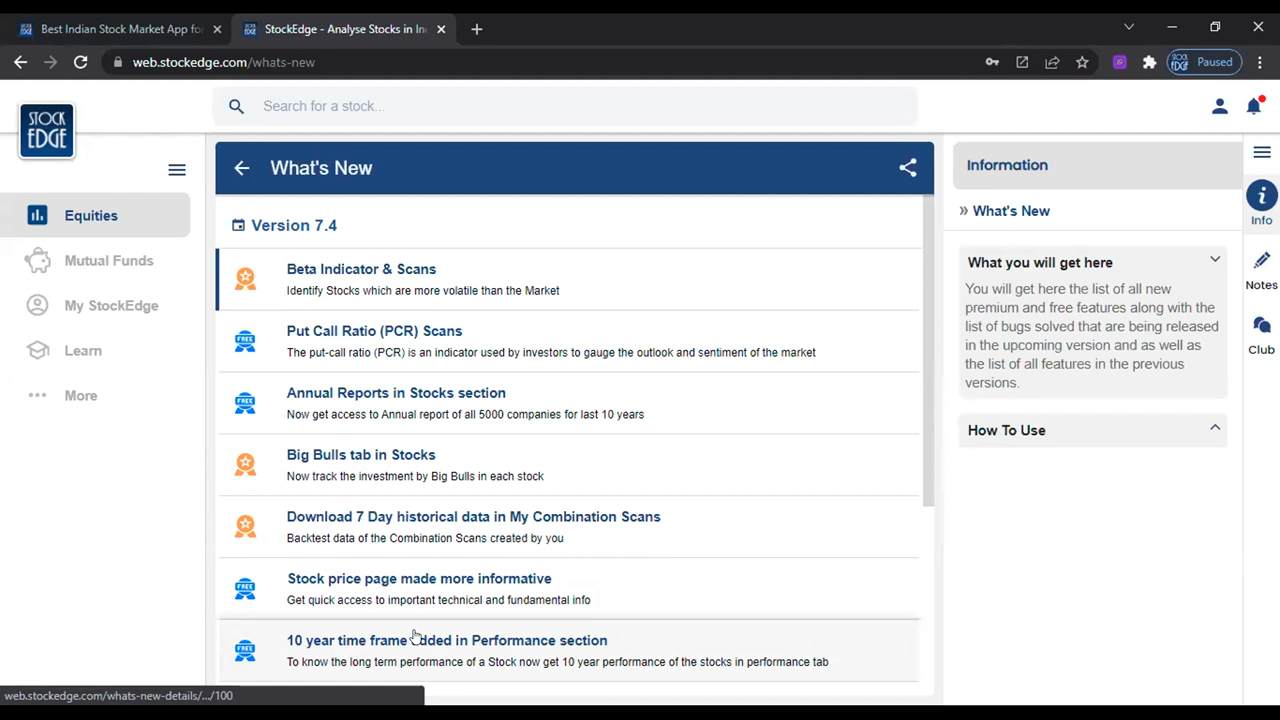 Best Indian Stock Market App for
StockEdge - Analyse Stocks in In
web.stockedge.com/whats-new
STOCK EDGE
Paused
STOCK
EDGE
Search for a stock...
Equities
Mutual Funds
My StockEdge
Learn
More
What's New
Version 7.4
Beta Indicator & Scans
Identify Stocks which are more volatile than the Market
FREE
Put Call Ratio (PCR) Scans
The put-call ratio (PCR) is an indicator used by investors to gauge the outlook and sentiment of the market
FREE
Annual Reports in Stocks section
Now get access to Annual report of all 5000 companies for last 10 years
Big Bulls tab in Stocks
Now track the investment by Big Bulls in each stock
Download 7 Day historical data in My Combination Scans
Backtest data of the Combination Scans created by you
FREE
Stock price page made more informative
Get quick access to important technical and fundamental info
FREE
10 year time frame added in Performance section
To know the long term performance of a Stock now get 10 year performance of the stocks in performance tab
Information
» What's New
What you will get here
You will get here the list of all new
premium and free features along with the
list of bugs solved that are being released
in the upcoming version and as well as
the list of all features in the previous
versions.
How To Use
Info
Notes
Club
web.stockedge.com/whats-new-details/.../100